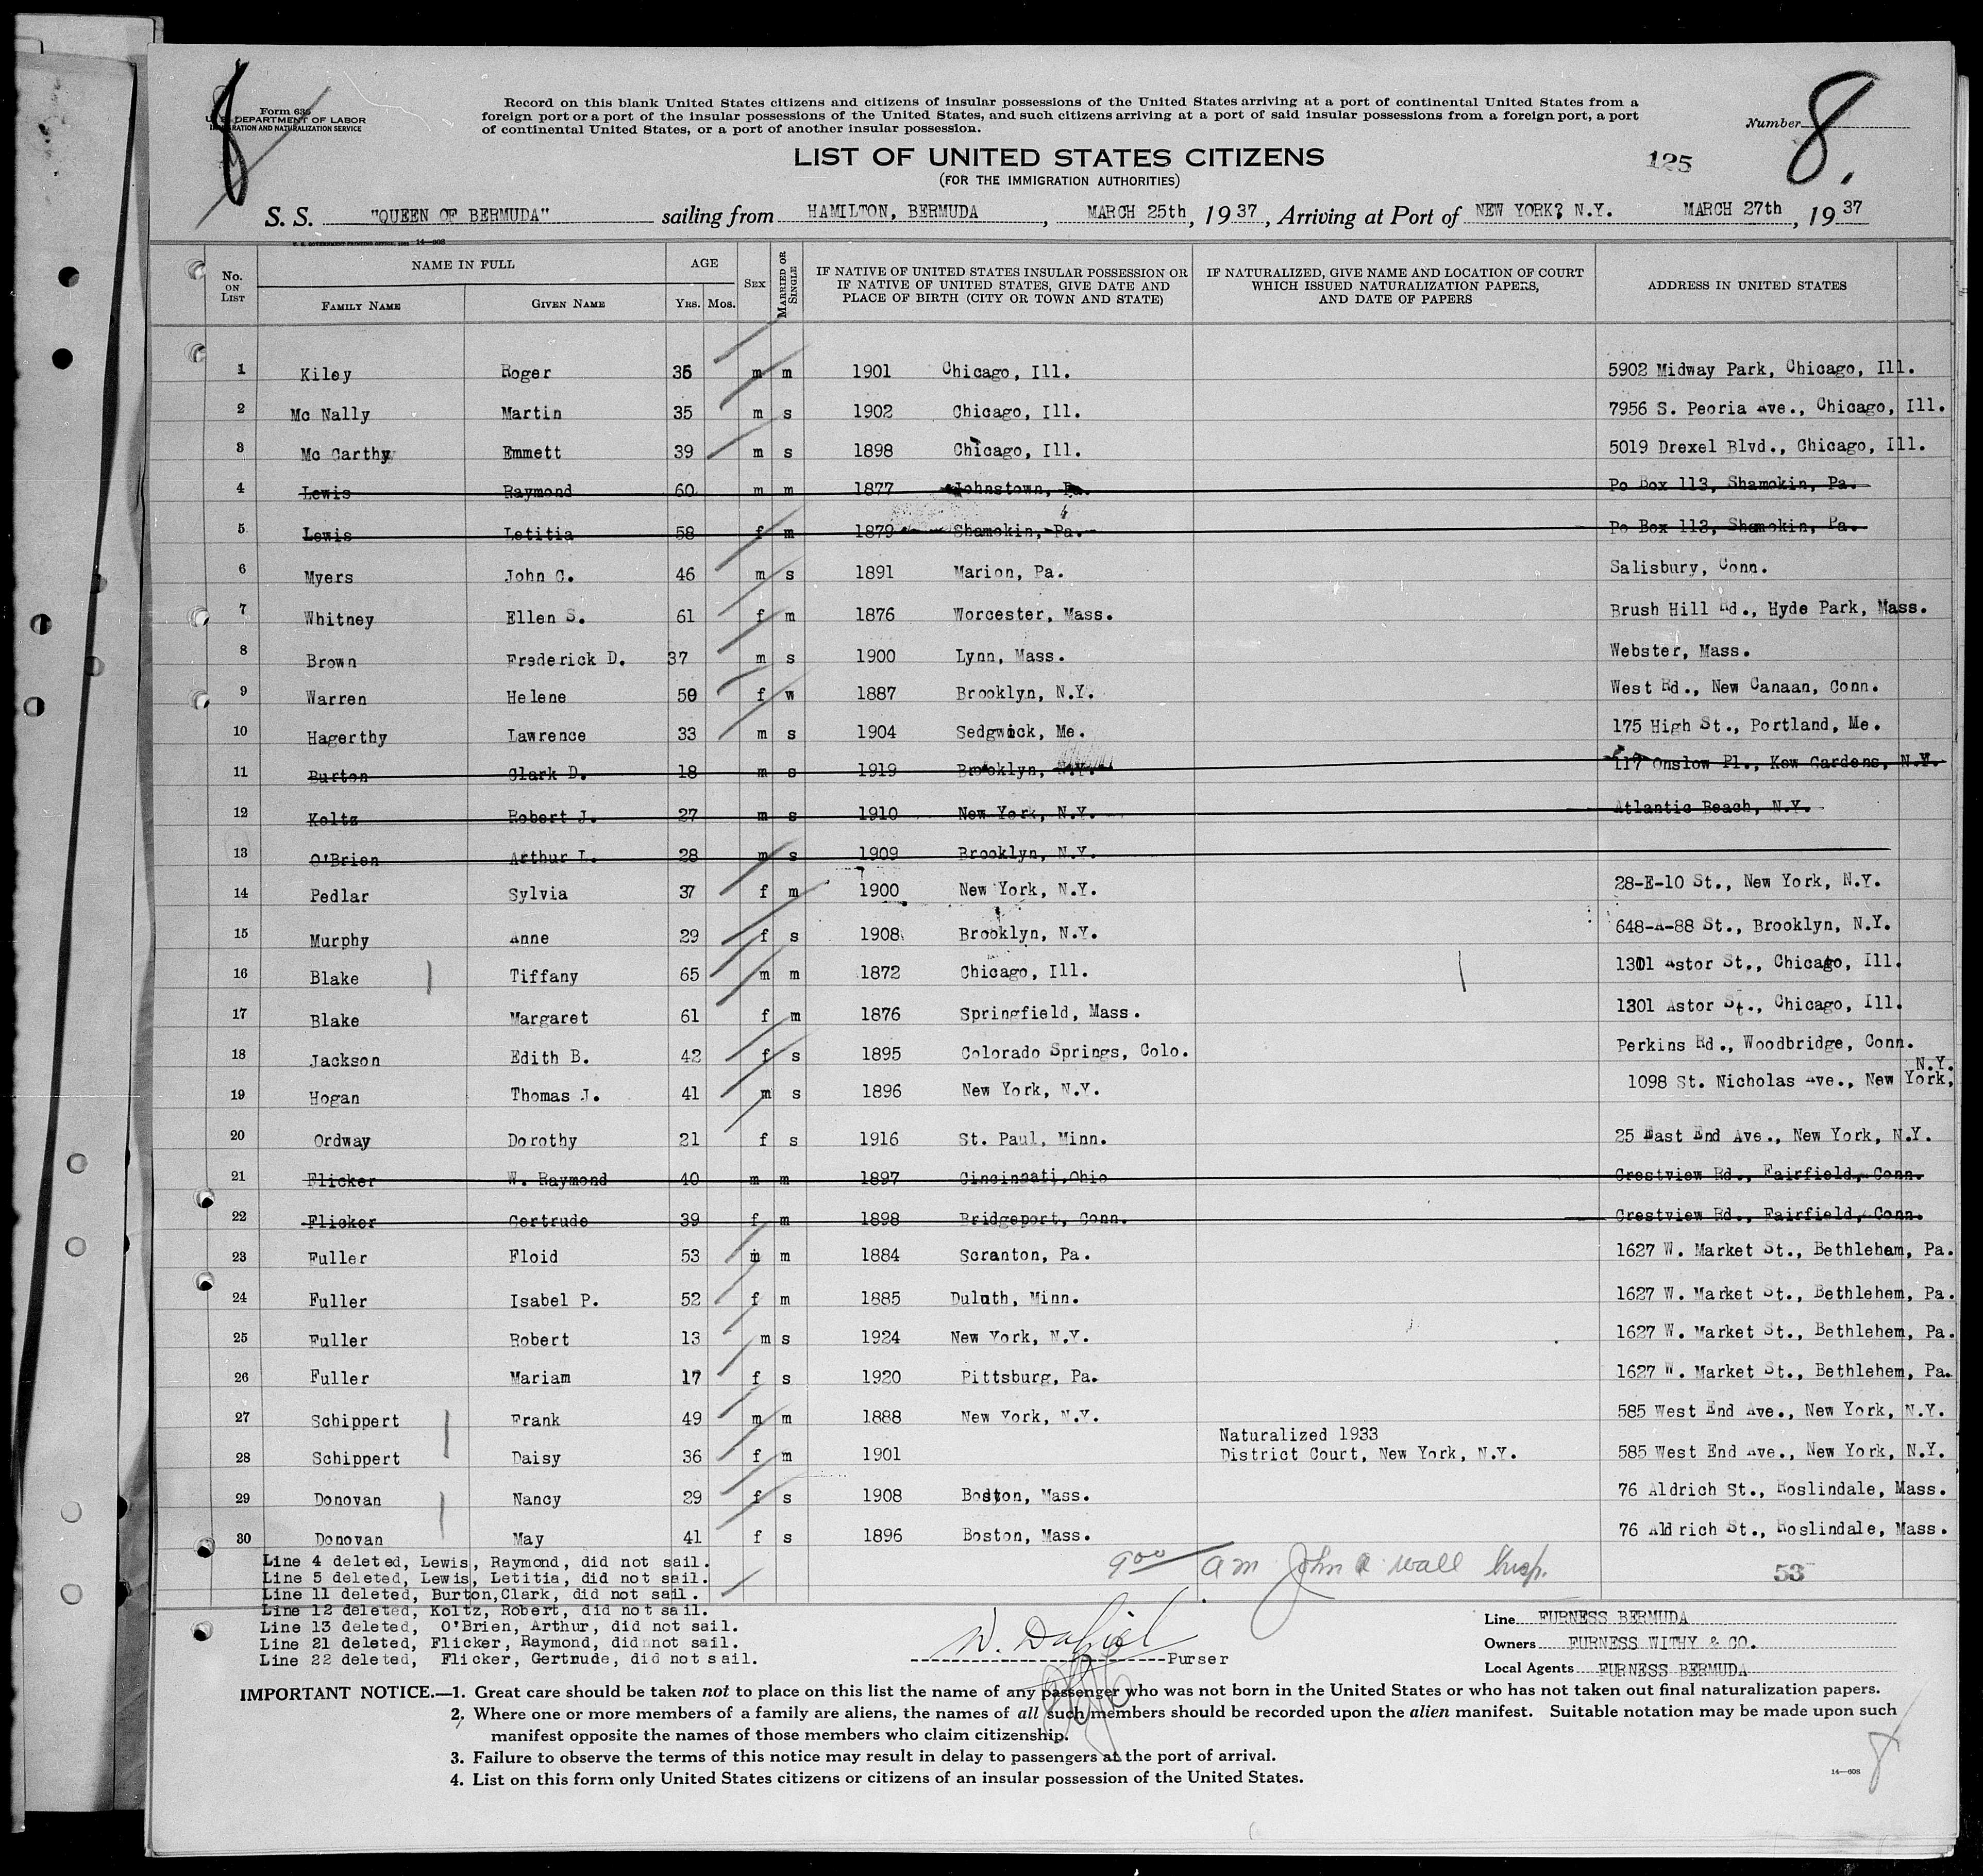 8
8.
Form 630
U. S. DEPARTMENT OF LABOR
IMMIGRATION AND NATURALIZATION SERVICE
Record on this blank United States citizens and citizens of insular possessions of the United States arriving at a port of continental United States from a
foreign port or a port of the insular possessions of the United States, and such citizens arriving at a port of said insular possessions from a foreign port, a port
of continental United States, or a port of another insular possession.
Number
LIST OF UNITED STATES CITIZENS
(FOR THE IMMIGRATION AUTHORITIES)
125
S. S. "QUEEN OF BERMUDA" sailing from HAMILTON, BERMUDA, MARCH 25th, 1937, Arriving at Port of NEW YORK? N.Y. MARCH 27th, 1937
14—608
No. ON LIST NAME IN FULL AGE SEX MARRIED OR SINGLE IF NATIVE OF UNITED STATES INSULAR POSSESSION OR IF NATIVE OF UNITED STATES, GIVE DATE AND PLACE OF BIRTH (CITY OR TOWN AND STATE) IF NATURALIZED, GIVE NAME AND LOCATION OF COURT WHICH ISSUED NATURALIZATION PAPERS, AND DATE OF PAPERS ADDRESS IN UNITED STATES
FAMILY NAME GIVEN NAME YRS. MOS.
1 Kiley Roger 36 m m 1901 Chicago, Ill. 5902 Midway Park, Chicago, Ill.
2 Mc Nally Martin 35 m s 1902 Chicago, Ill. 7956 S. Peoria Ave., Chicago, Ill.
3 Mc Carthy Emmett 39 m s 1898 Chicago, Ill. 5019 Drexel Blvd., Chicago, Ill.
4 Lewis Raymond 60 m m 1877 Johnstown, Pa. Po Box 113, Shamokin, Pa.
5 Lewis Letitia 58 f m 1879 Shamokin, Pa. Po Box 113, Shamokin, Pa.
6 Myers John C. 46 m s 1891 Marion, Pa. Salisbury, Conn.
7 Whitney Ellen S. 61 f m 1876 Worcester, Mass. Brush Hill Rd., Hyde Park, Mass.
8 Brown Frederick D. 37 m s 1900 Lynn, Mass. Webster, Mass.
9 Warren Helene 50 f w 1887 Brooklyn, N.Y. West Rd., New Canaan, Conn.
10 Hagerthy Lawrence 33 m s 1904 Sedgwick, Me. 175 High St., Portland, Me.
11 Burton Clark D. 18 m s 1919 Brooklyn, N.Y. 117 Onslow Pl., Kew Gardens, N.Y.
12 Koltz Robert J. 27 m s 1910 New York, N.Y. Atlantic Beach, N.Y.
13 O'Brien Arthur L. 28 m s 1909 Brooklyn, N.Y.
14 Pedlar Sylvia 37 f m 1900 New York, N.Y. 28-E-10 St., New York, N.Y.
15 Murphy Anne 29 f s 1908 Brooklyn, N.Y. 648-A-88 St., Brooklyn, N.Y.
16 Blake Tiffany 65 m m 1872 Chicago, Ill. 1301 Astor St., Chicago, Ill.
17 Blake Margaret 61 f m 1876 Springfield, Mass. 1301 Astor St., Chicago, Ill.
18 Jackson Edith B. 42 f s 1895 Colorado Springs, Colo. Perkins Rd., Woodbridge, Conn.
19 Hogan Thomas J. 41 m s 1896 New York, N.Y. 1098 St. Nicholas Ave., New York, N.Y.
20 Ordway Dorothy 21 f s 1916 St. Paul, Minn. 25 East End Ave., New York, N.Y.
21 Flicker W. Raymond 40 m m 1897 Cincinnati,Ohio Crestview Rd., Fairfield, Conn.
22 Flicker Gertrude 39 f m 1898 Bridgeport, Conn. Crestview Rd., Fairfield, Conn.
23 Fuller Floid 53 m m 1884 Scranton, Pa. 1627 W. Market St., Bethlehem, Pa.
24 Fuller Isabel P. 52 f m 1885 Duluth, Minn. 1627 W. Market St., Bethlehem, Pa.
25 Fuller Robert 13 m s 1924 New York, N.Y. 1627 W. Market St., Bethlehem, Pa.
26 Fuller Mariam 17 f s 1920 Pittsburg, Pa. 1627 W. Market St., Bethlehem, Pa.
27 Schippert Frank 49 m m 1888 New York, N.Y. 585 West End Ave., New York, N.Y.
Naturalized 1933
28 Schippert Daisy 36 f m 1901 District Court, New York, N.Y. 585 West End Ave., New York, N.Y.
29 Donovan Nancy 29 f s 1908 Boston, Mass. 76 Aldrich St., Roslindale, Mass.
30 Donovan May 41 f s 1896 Boston, Mass. 76 Aldrich St., Roslindale, Mass.
Line 4 deleted, Lewis, Raymond, did not sail.
Line 5 deleted, Lewis, Letitia, did not sail.
Line 11 deleted, Burton,Clark, did not sail.
Line 12 deleted, Koltz, Robert, did not sail.
Line 13 deleted, O'Brien, Arthur, did not sail.
Line 21 deleted, Flicker, Raymond, did not sail.
Line 22 deleted, Flicker, Gertrude, did not sail.
900 am John wall Insp.
53
Purser
Line FURNESS BERMUDA
Owners FURNESS WITHY & CO.
Local Agents FURNESS BERMUDA
IMPORTANT NOTICE.—1. Great care should be taken not to place on this list the name of any passenger who was not born in the United States or who has not taken out final naturalization papers.
2. Where one or more members of a family are aliens, the names of all such members should be recorded upon the alien manifest. Suitable notation may be made upon such
manifest opposite the names of those members who claim citizenship.
3. Failure to observe the terms of this notice may result in delay to passengers at the port of arrival.
4. List on this form only United States citizens or citizens of an insular possession of the United States.
14—608
8